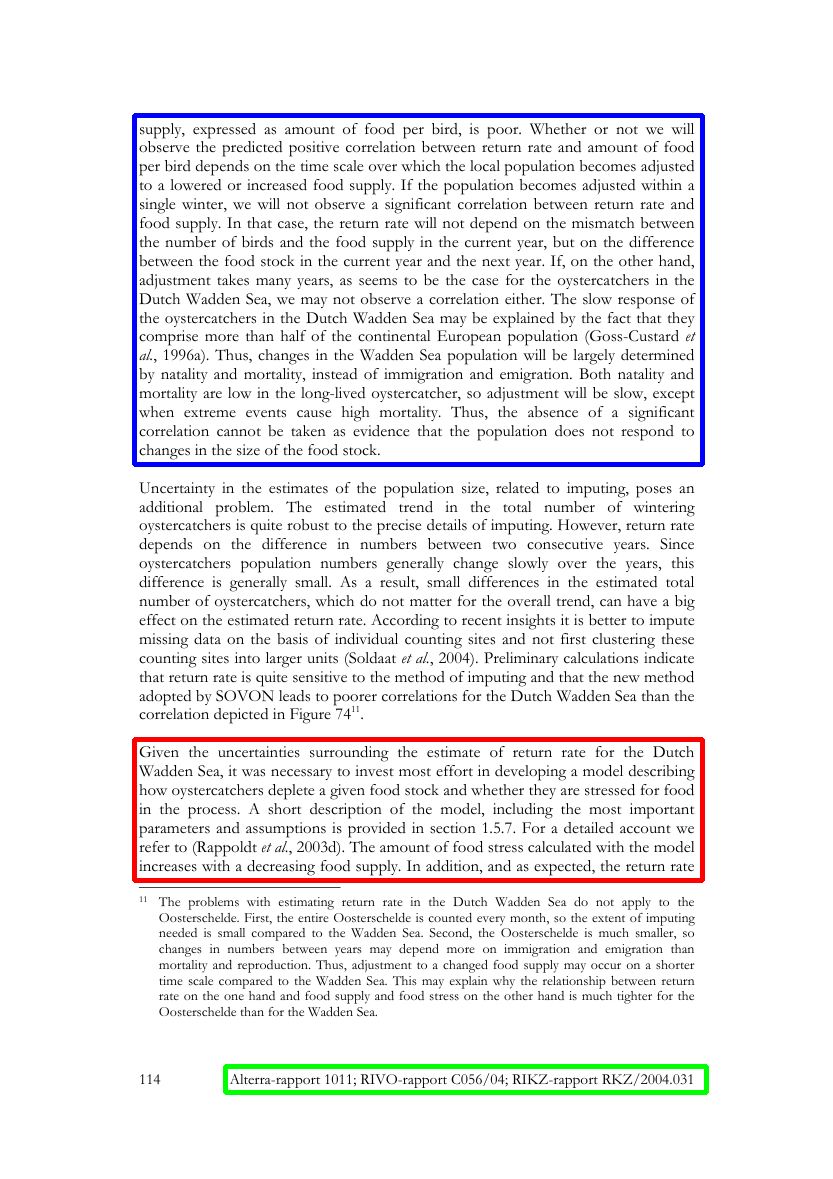 supply, expressed as amount of food per bird, is poor. Whether or not we will
observe the predicted positive correlation between return rate and amount of food
per bird depends on the time scale over which the local population becomes adjusted
to a lowered or increased food supply. If the population becomes adjusted within a
single winter, we will not observe a significant correlation between return rate and
food supply. In that case, the return rate will not depend on the mismatch between
the number of birds and the food supply in the current year, but on the difference
between the food stock in the current year and the next year. If, on the other hand,
adjustment takes many years, as seems to be the case for the oystercatchers in the
Dutch Wadden Sea, we may not observe a correlation either. The slow response of
the oystercatchers in the Dutch Wadden Sea may be explained by the fact that they
comprise more than half of the continental European population (Goss-Custard et
al., 1996a). Thus, changes in the Wadden Sea population will be largely determined
by natality and mortality, instead of immigration and emigration. Both natality and
mortality are low in the long-lived oystercatcher, so adjustment will be slow, except
when extreme events cause high mortality. Thus, the absence of a significant
correlation cannot be taken as evidence that the population does not respond to
changes in the size of the food stock.
Uncertainty in the estimates of the population size, related to imputing, poses an
additional problem. The estimated trend in the total number of wintering
oystercatchers is quite robust to the precise details of imputing. However, return rate
depends on the difference in numbers between two consecutive years. Since
oystercatchers population numbers generally change slowly over the years, this
difference is generally small. As a result, small differences in the estimated total
number of oystercatchers, which do not matter for the overall trend, can have a big
effect on the estimated return rate. According to recent insights it is better to impute
missing data on the basis of individual counting sites and not first clustering these
counting sites into larger units (Soldaat et al., 2004). Preliminary calculations indicate
that return rate is quite sensitive to the method of imputing and that the new method
adopted by SOVON leads to poorer correlations for the Dutch Wadden Sea than the
correlation depicted in Figure 74¹¹.
Given the uncertainties surrounding the estimate of return rate for the Dutch
Wadden Sea, it was necessary to invest most effort in developing a model describing
how oystercatchers deplete a given food stock and whether they are stressed for food
in the process. A short description of the model, including the most important
parameters and assumptions is provided in section 1.5.7. For a detailed account we
refer to (Rappoldt et al., 2003d). The amount of food stress calculated with the model
increases with a decreasing food supply. In addition, and as expected, the return rate
¹¹ The problems with estimating return rate in the Dutch Wadden Sea do not apply to the
Oosterschelde. First, the entire Oosterschelde is counted every month, so the extent of imputing
needed is small compared to the Wadden Sea. Second, the Oosterschelde is much smaller, so
changes in numbers between years may depend more on immigration and emigration than
mortality and reproduction. Thus, adjustment to a changed food supply may occur on a shorter
time scale compared to the Wadden Sea. This may explain why the relationship between return
rate on the one hand and food supply and food stress on the other hand is much tighter for the
Oosterschelde than for the Wadden Sea.
114 Alterra-rapport 1011; RIVO-rapport C056/04; RIKZ-rapport RKZ/2004.031